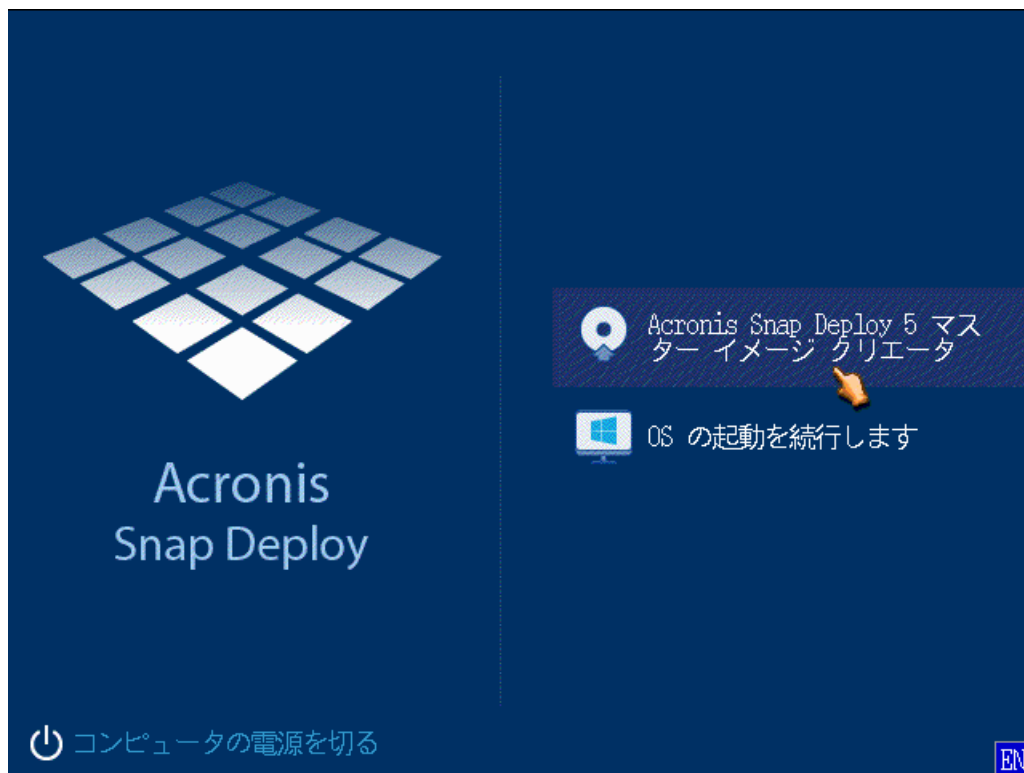 Acronis
Snap Deploy
Acronis Snap Deploy 5 マス
ター イメージ クリエータ
OS の起動を続行します
コンピュータの電源を切る
EN